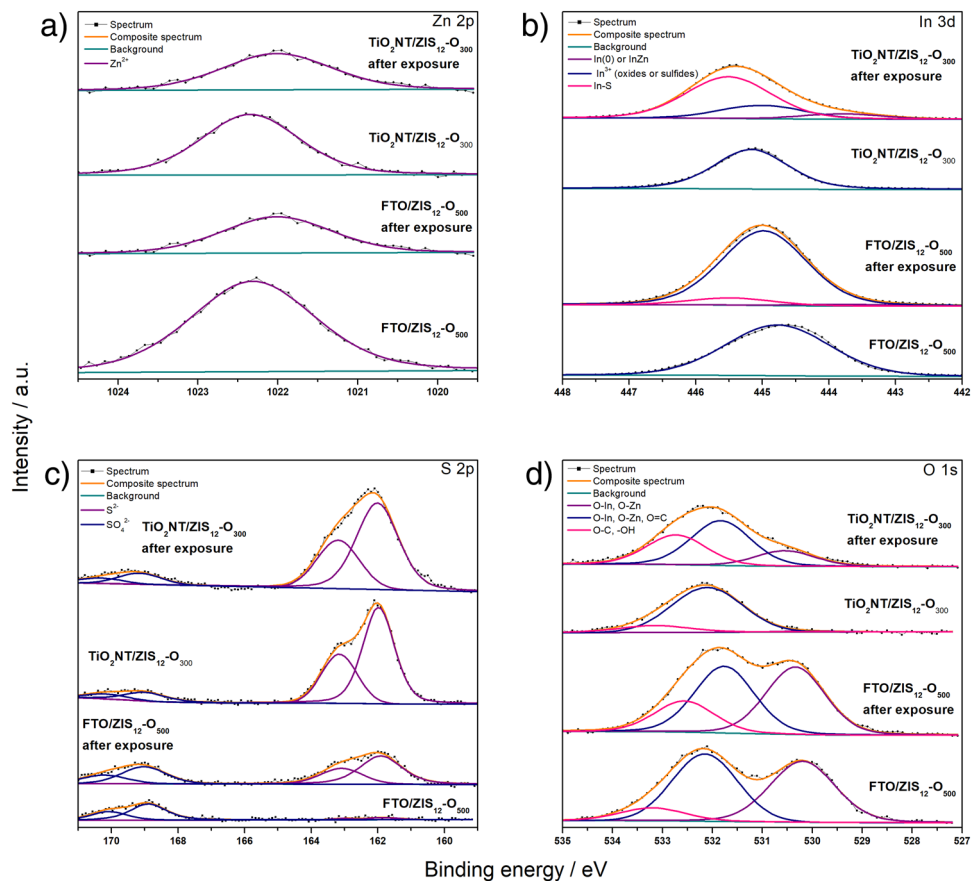 Intensity / a.u.
a)
Zn 2p
Spectrum
Composite spectrum
Background
Zn²⁺
TiO₂NT/ZIS₁₂-O₃₀₀
after exposure
TiO₂NT/ZIS₁₂-O₃₀₀
FTO/ZIS₁₂-O₅₀₀
after exposure
FTO/ZIS₁₂-O₅₀₀
1024 1023 1022 1021 1020
b)
In 3d
Spectrum
Composite spectrum
Background
In(0) or InZn
In³⁺ (oxides or sulfides)
In-S
TiO₂NT/ZIS₁₂-O₃₀₀
after exposure
TiO₂NT/ZIS₁₂-O₃₀₀
FTO/ZIS₁₂-O₅₀₀
after exposure
FTO/ZIS₁₂-O₅₀₀
448 447 446 445 444 443 442
c)
S 2p
Spectrum
Composite spectrum
Background
S²⁻
SO₄²⁻
TiO₂NT/ZIS₁₂-O₃₀₀
after exposure
TiO₂NT/ZIS₁₂-O₃₀₀
FTO/ZIS₁₂-O₅₀₀
after exposure
FTO/ZIS₁₂-O₅₀₀
170 168 166 164 162 160
d)
O 1s
Spectrum
Composite spectrum
Background
O-In, O-Zn
O-In, O-Zn, O=C
O-C, -OH
TiO₂NT/ZIS₁₂-O₃₀₀
after exposure
TiO₂NT/ZIS₁₂-O₃₀₀
FTO/ZIS₁₂-O₅₀₀
after exposure
FTO/ZIS₁₂-O₅₀₀
535 534 533 532 531 530 529 528 527
Binding energy / eV